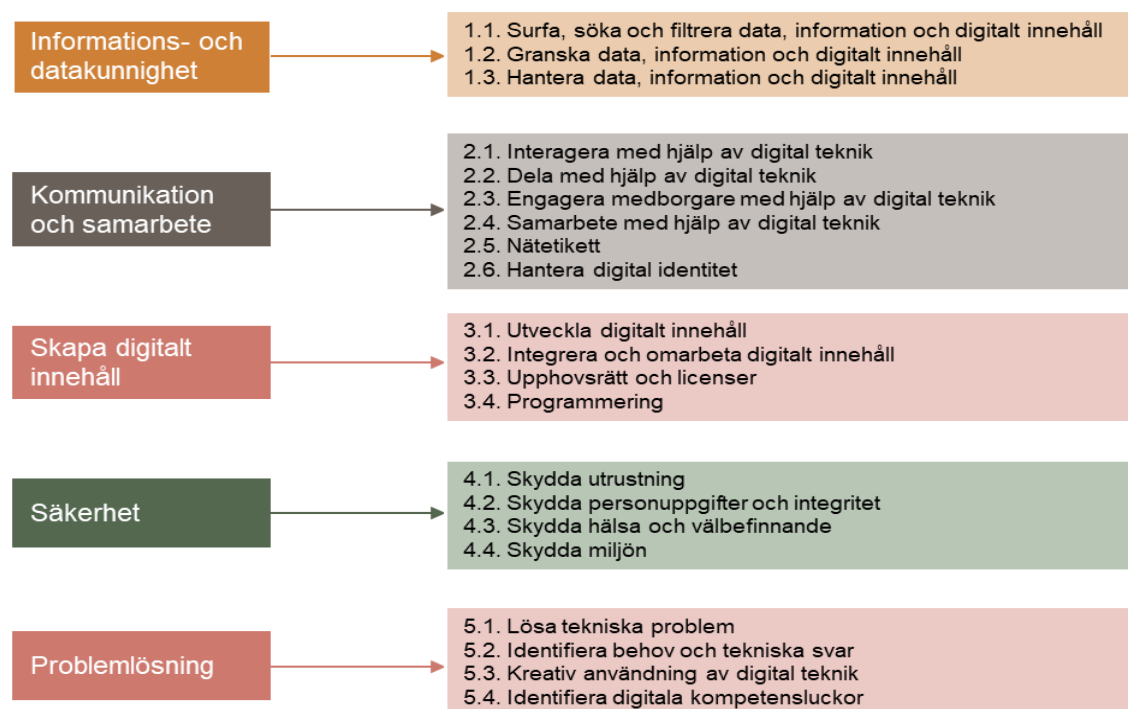 Informations- och
datakunnighet
1.1. Surfa, söka och filtrera data, information och digitalt innehåll
1.2. Granska data, information och digitalt innehåll
1.3. Hantera data, information och digitalt innehåll
Kommunikation
och samarbete
2.1. Interagera med hjälp av digital teknik
2.2. Dela med hjälp av digital teknik
2.3. Engagera medborgare med hjälp av digital teknik
2.4. Samarbete med hjälp av digital teknik
2.5. Nätetikett
2.6. Hantera digital identitet
Skapa digitalt
innehåll
3.1. Utveckla digitalt innehåll
3.2. Integrera och omarbeta digitalt innehåll
3.3. Upphovsrätt och licenser
3.4. Programmering
Säkerhet
4.1. Skydda utrustning
4.2. Skydda personuppgifter och integritet
4.3. Skydda hälsa och välbefinnande
4.4. Skydda miljön
Problemlösning
5.1. Lösa tekniska problem
5.2. Identifiera behov och tekniska svar
5.3. Kreativ användning av digital teknik
5.4. Identifiera digitala kompetensluckor